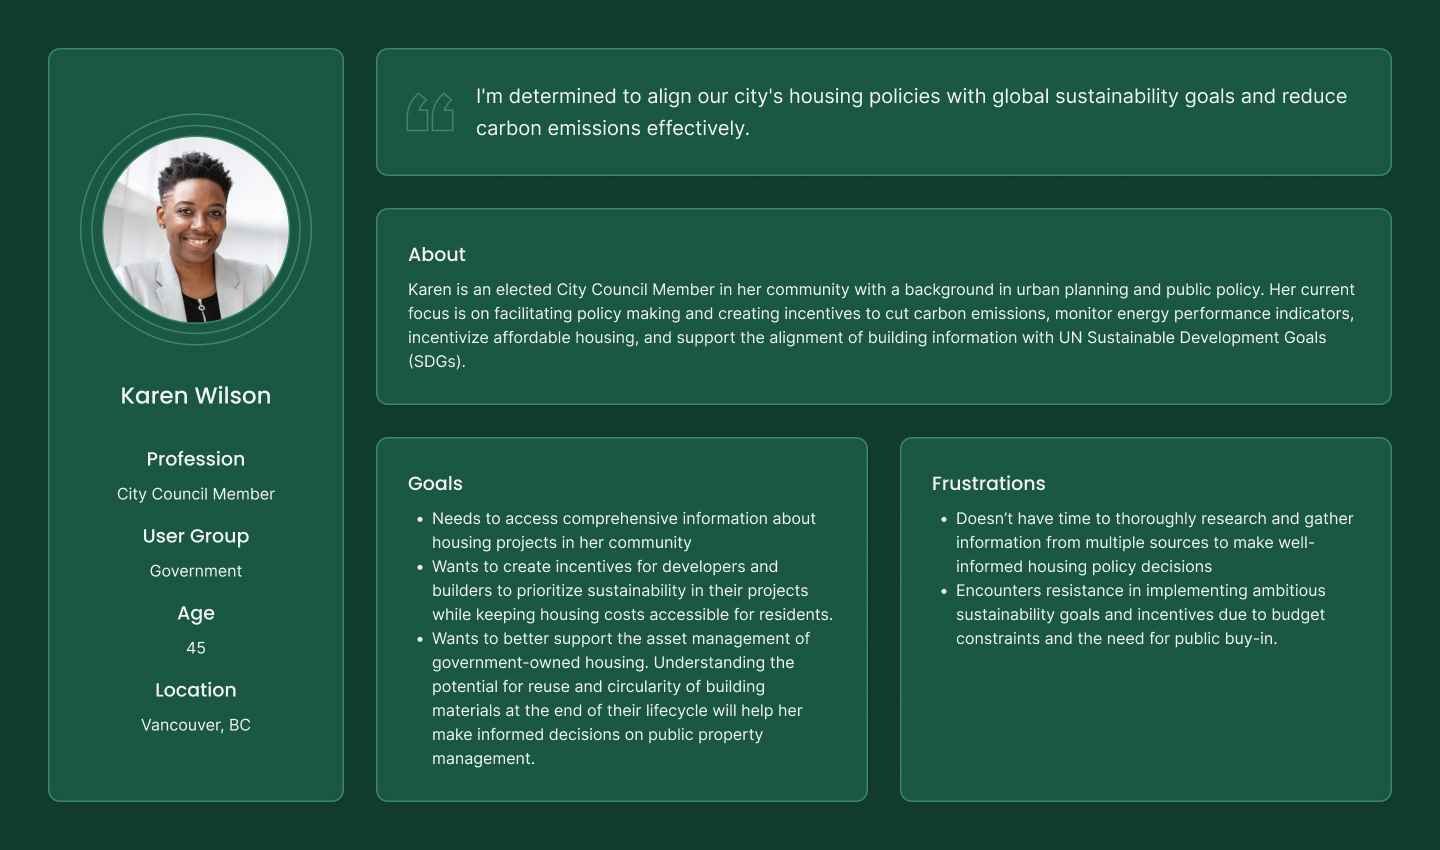 I'm determined to align our city's housing policies with global sustainability goals and reduce
carbon emissions effectively.
About
Karen is an elected City Council Member in her community with a background in urban planning and public policy. Her current
focus is on facilitating policy making and creating incentives to cut carbon emissions, monitor energy performance indicators,
incentivize affordable housing, and support the alignment of building information with UN Sustainable Development Goals
(SDGs).
Karen Wilson
Profession
City Council Member
User Group
Government
Age
45
Location
Vancouver, BC
Goals
• Needs to access comprehensive information about
housing projects in her community
• Wants to create incentives for developers and
builders to prioritize sustainability in their projects
while keeping housing costs accessible for residents.
• Wants to better support the asset management of
government-owned housing. Understanding the
potential for reuse and circularity of building
materials at the end of their lifecycle will help her
make informed decisions on public property
management.
Frustrations
• Doesn’t have time to thoroughly research and gather
information from multiple sources to make well-
informed housing policy decisions
• Encounters resistance in implementing ambitious
sustainability goals and incentives due to budget
constraints and the need for public buy-in.